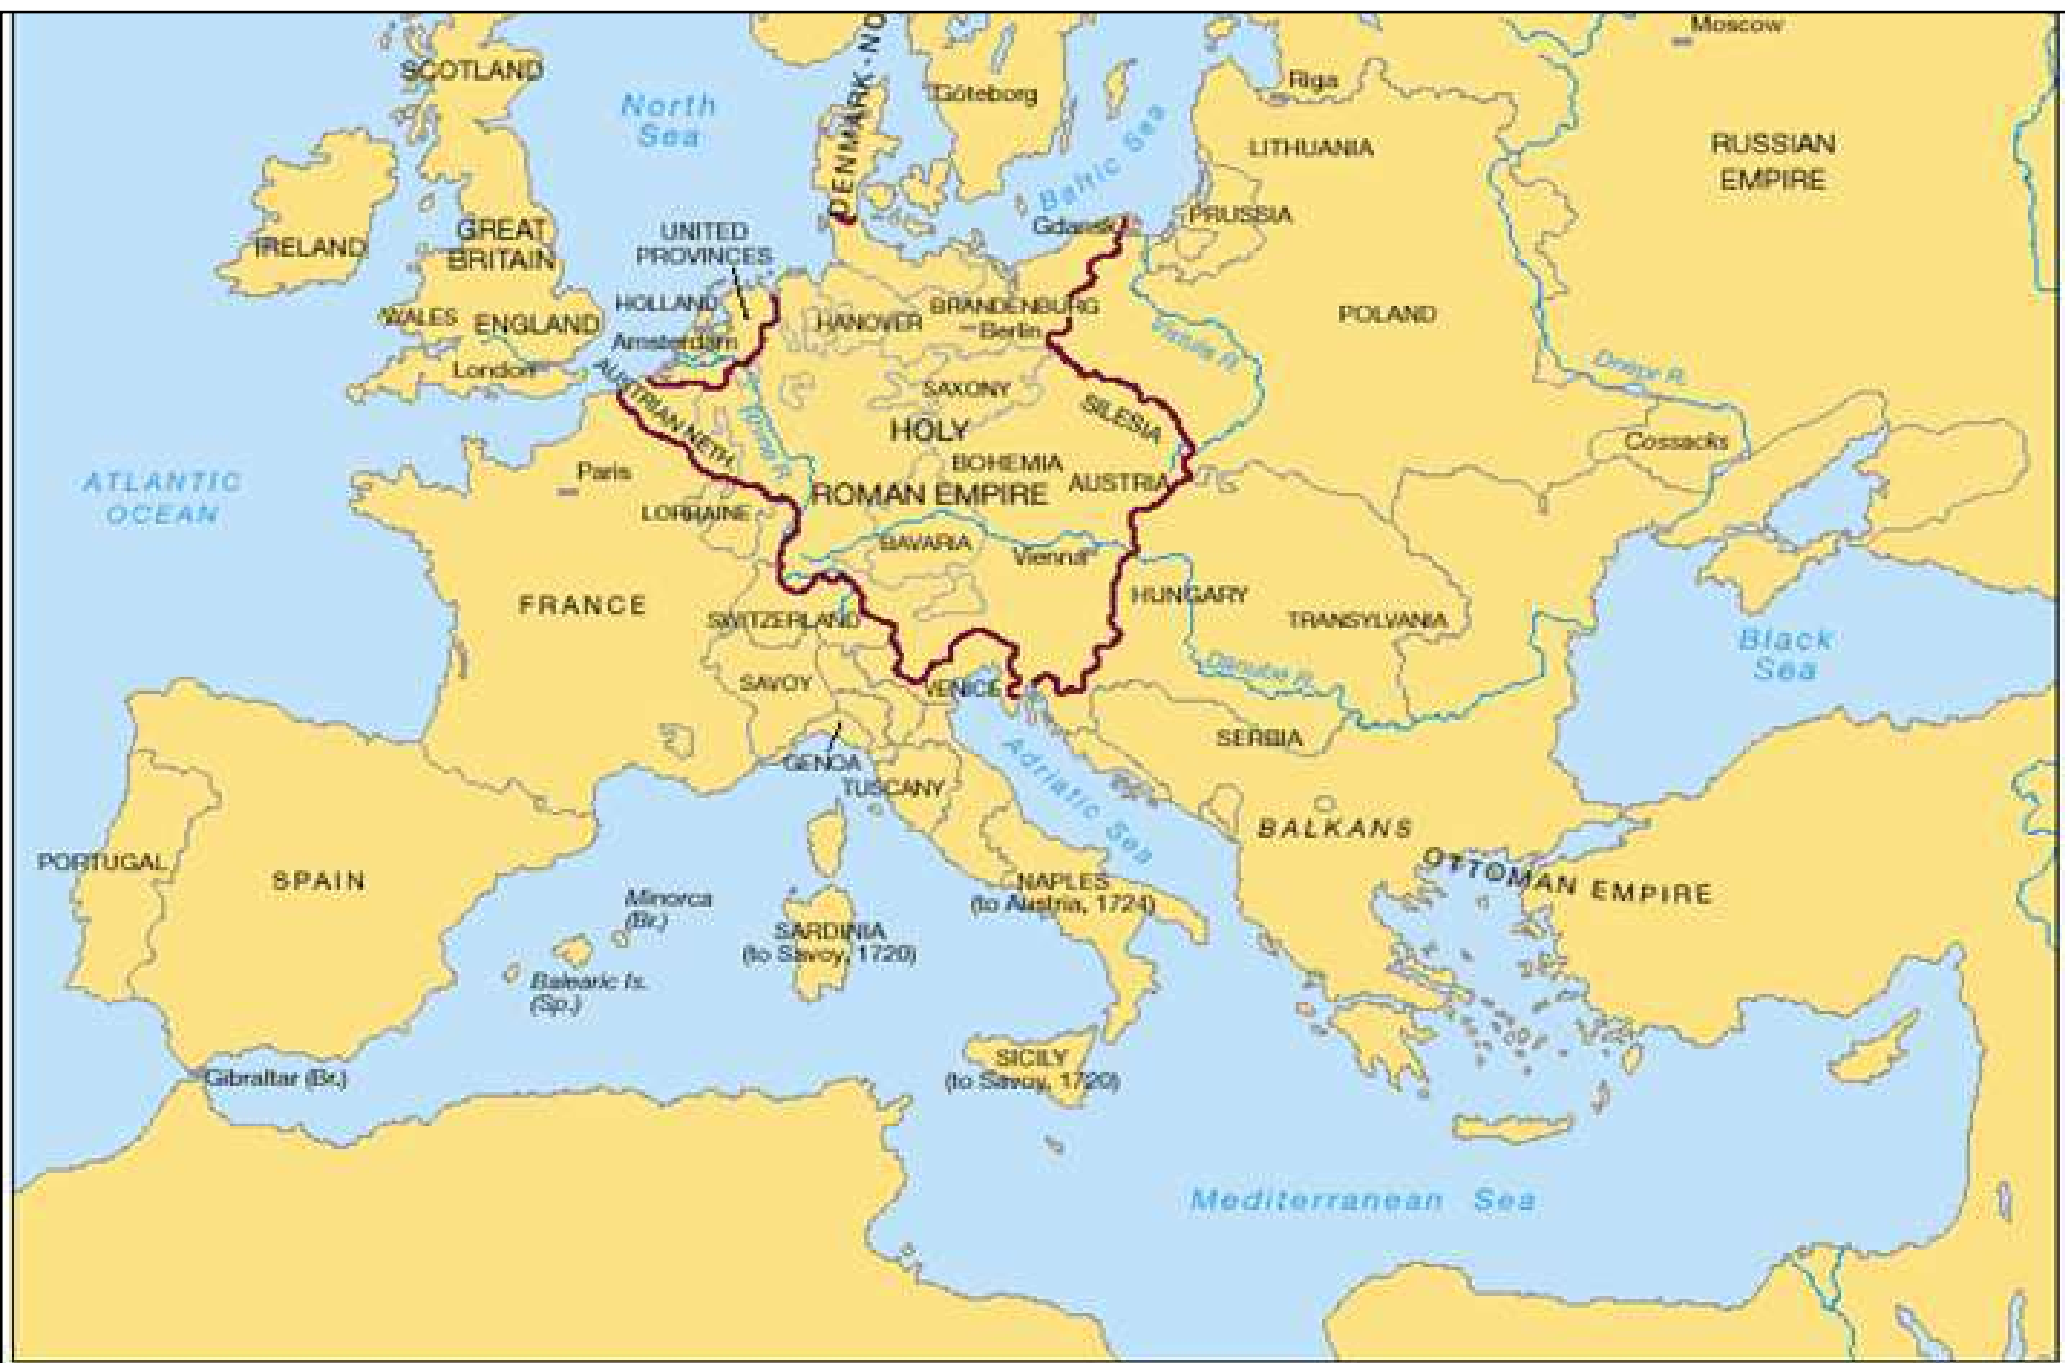 Moscow
SCOTLAND
DENMARK-NO
Göteborg
Riga
North
Sea
Baltic Sea
LITHUANIA
RUSSIAN
EMPIRE
IRELAND
GREAT
BRITAIN
UNITED
PROVINCES
Gdansk
PRUSSIA
WALES
ENGLAND
HOLLAND
HANOVER
BRANDENBURG
Berlin
POLAND
Amsterdam
London
AUSTRIAN NETH.
Rhine R.
SAXONY
SILESIA
Vistula R.
Dnepr R.
HOLY
ROMAN EMPIRE
BOHEMIA
AUSTRIA
Cossacks
ATLANTIC
OCEAN
Paris
LORRAINE
BAVARIA
Vienna
FRANCE
SWITZERLAND
HUNGARY
TRANSYLVANIA
Black
Sea
Danube R.
SAVOY
VENICE
SERBIA
GENOA
TUSCANY
Adriatic Sea
BALKANS
OTTOMAN EMPIRE
PORTUGAL
SPAIN
Minorca
(Br.)
Balearic Is.
(Sp.)
SARDINIA
(to Savoy, 1720)
NAPLES
(to Austria, 1724)
SICILY
(to Savoy, 1720)
Gibraltar (Br.)
Mediterranean Sea